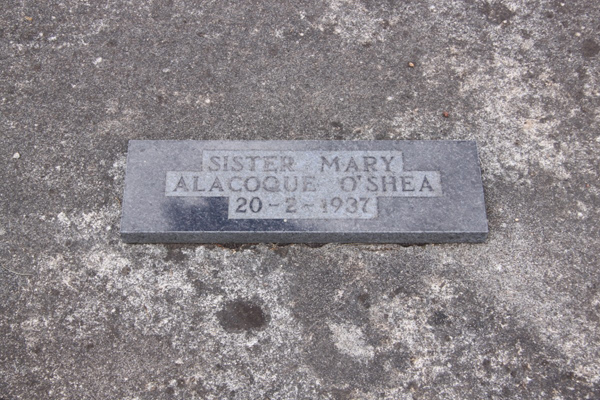 SISTER MARY
ALACOQUE O'SHEA
20-2-1937